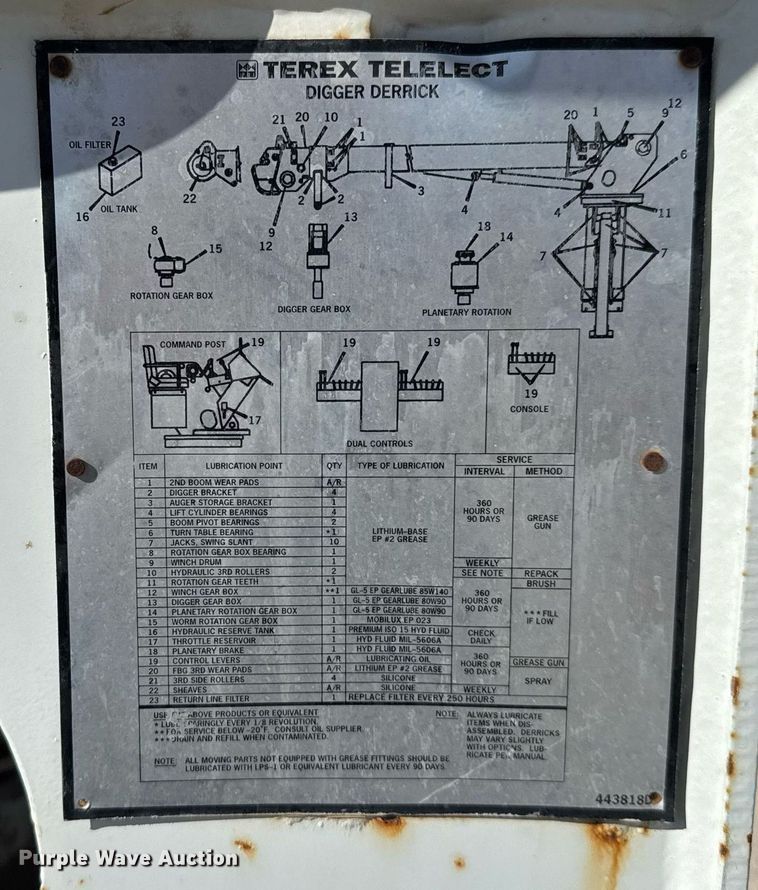 TEREX TELELECT
DIGGER DERRICK
23
OIL FILTER
16 OIL TANK
22
21 20 10 1
1
2 2
9
12
3
4
20 1 5 9 12
6
4
11
7 7
8
15
ROTATION GEAR BOX
13
DIGGER GEAR BOX
18
14
PLANETARY ROTATION
COMMAND POST 19
17
19 19
DUAL CONTROLS
19
CONSOLE
ITEM LUBRICATION POINT QTY TYPE OF LUBRICATION SERVICE
INTERVAL METHOD
1 2ND BOOM WEAR PADS A/R
2 DIGGER BRACKET 4
3 AUGER STORAGE BRACKET 1
4 LIFT CYLINDER BEARINGS 4
5 BOOM PIVOT BEARINGS 2
6 TURN TABLE BEARING *1
7 JACKS, SWING SLANT 10
8 ROTATION GEAR BOX BEARING 1
LITHIUM-BASE
EP #2 GREASE
360
HOURS OR
90 DAYS
GREASE
GUN
9 WINCH DRUM 1 WEEKLY
10 HYDRAULIC 3RD ROLLERS 2 SEE NOTE REPACK
11 ROTATION GEAR TEETH *1 BRUSH
12 WINCH GEAR BOX **1 GL-5 EP GEARLUBE 85W140
13 DIGGER GEAR BOX 1 GL-5 EP GEARLUBE 80W90
14 PLANETARY ROTATION GEAR BOX 1 GL-5 EP GEARLUBE 80W90
15 WORM ROTATION GEAR BOX 1 MOBILUX EP 023
360
HOURS OR
90 DAYS
***FILL
IF LOW
16 HYDRAULIC RESERVE TANK 1 PREMIUM ISO 15 HYD FLUID
17 THROTTLE RESERVOIR 1 HYD FLUID MIL-5606A
CHECK
DAILY
18 PLANETARY BRAKE 1 HYD FLUID MIL-5606A
19 CONTROL LEVERS A/R LUBRICATING OIL
20 FBG 3RD WEAR PADS A/R LITHIUM EP #2 GREASE
21 3RD SIDE ROLLERS 4 SILICONE
360
HOURS OR
90 DAYS
GREASE GUN
SPRAY
22 SHEAVES A/R SILICONE WEEKLY
23 RETURN LINE FILTER 1 REPLACE FILTER EVERY 250 HOURS
ABOVE PRODUCTS OR EQUIVALENT
EVERY 1/8 REVOLUTION.
**FOR SERVICE BELOW -20°F. CONSULT OIL SUPPLIER
***DRAIN AND REFILL WHEN CONTAMINATED.
NOTE: ALWAYS LUBRICATE
ITEMS WHEN DIS-
ASSEMBLED. DERRICKS
MAY VARY SLIGHTLY
WITH OPTIONS. LUB-
RICATE PER MANUAL
NOTE: ALL MOVING PARTS NOT EQUIPPED WITH GREASE FITTINGS SHOULD BE
LUBRICATED WITH LPS-1 OR EQUIVALENT LUBRICANT EVERY 90 DAYS.
443818D
Purple Wave Auction